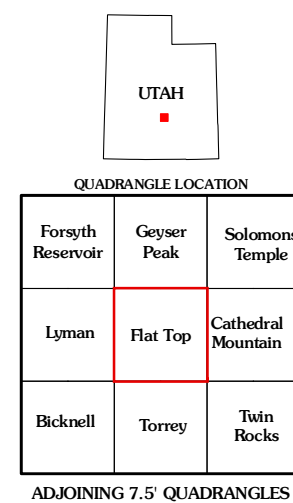 UTAH
QUADRANGLE LOCATION
Forsyth
Reservoir
Geyser
Peak
Solomons
Temple
Lyman
Flat Top
Cathedral
Mountain
Bicknell
Torrey
Twin
Rocks
ADJOINING 7.5' QUADRANGLES